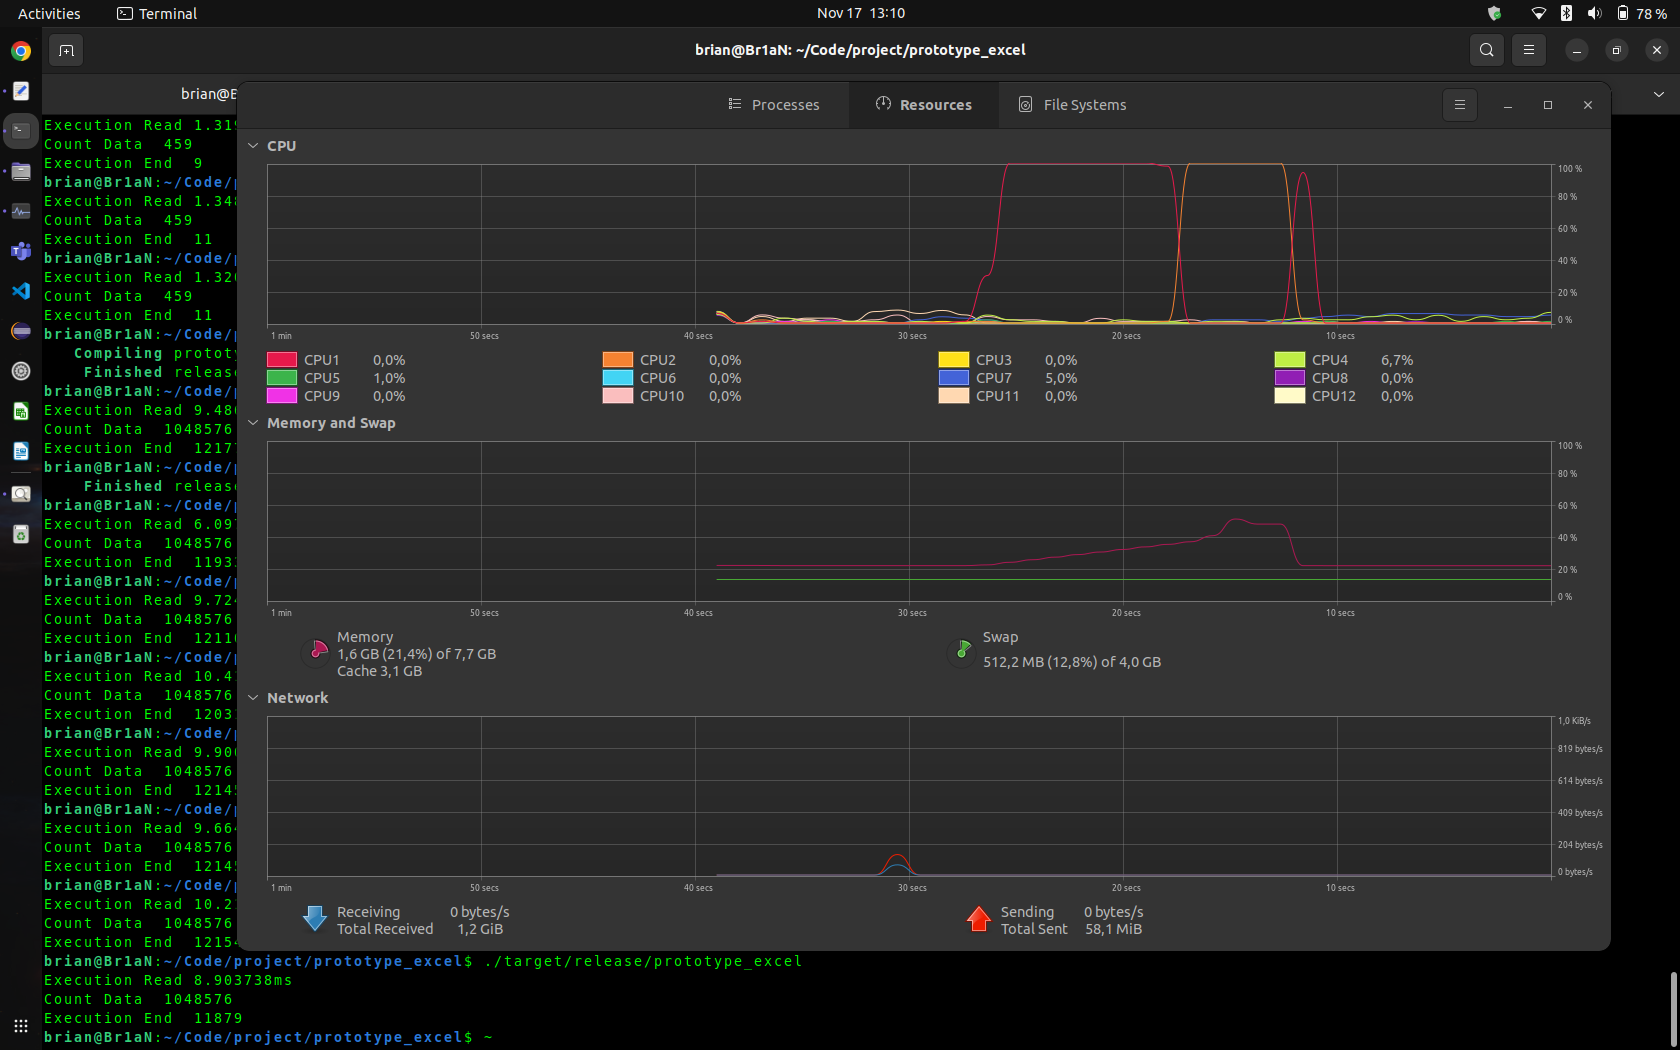 Activities
Terminal
Nov 17 13:10
78 %
brian@Br1aN: ~/Code/project/prototype_excel
brian@B
Processes
Resources
File Systems
Execution Read 1.319
Count Data 459
Execution End 9
brian@Br1aN:~/Code/p
Execution Read 1.348
Count Data 459
Execution End 11
brian@Br1aN:~/Code/p
Execution Read 1.326
Count Data 459
Execution End 11
brian@Br1aN:~/Code/p
Compiling prototy
Finished release
brian@Br1aN:~/Code/p
Execution Read 9.480
Count Data 1048576
Execution End 12177
brian@Br1aN:~/Code/p
Finished release
brian@Br1aN:~/Code/p
Execution Read 6.097
Count Data 1048576
Execution End 1193
brian@Br1aN:~/Code/p
Execution Read 9.724
Count Data 1048576
Execution End 12110
brian@Br1aN:~/Code/p
Execution Read 10.4
Count Data 1048576
Execution End 1203
brian@Br1aN:~/Code/p
Execution Read 9.900
Count Data 1048576
Execution End 1214
brian@Br1aN:~/Code/p
Execution Read 9.664
Count Data 1048576
Execution End 1214
brian@Br1aN:~/Code/p
Execution Read 10.2
Count Data 1048576
Execution End 12154
brian@Br1aN:~/Code/project/prototype_excel$ ./target/release/prototype_excel
Execution Read 8.903738ms
Count Data 1048576
Execution End 11879
brian@Br1aN:~/Code/project/prototype_excel$ ~
CPU
100 %
80 %
60 %
40 %
20 %
0 %
1 min 50 secs 40 secs 30 secs 20 secs 10 secs
CPU1 0,0% CPU2 0,0% CPU3 0,0% CPU4 6,7%
CPU5 1,0% CPU6 0,0% CPU7 5,0% CPU8 0,0%
CPU9 0,0% CPU10 0,0% CPU11 0,0% CPU12 0,0%
Memory and Swap
100 %
80 %
60 %
40 %
20 %
0 %
1 min 50 secs 40 secs 30 secs 20 secs 10 secs
Memory
1,6 GB (21,4%) of 7,7 GB
Cache 3,1 GB
Swap
512,2 MB (12,8%) of 4,0 GB
Network
1,0 KiB/s
819 bytes/s
614 bytes/s
409 bytes/s
204 bytes/s
0 bytes/s
1 min 50 secs 40 secs 30 secs 20 secs 10 secs
Receiving 0 bytes/s
Total Received 1,2 GiB
Sending 0 bytes/s
Total Sent 58,1 MiB